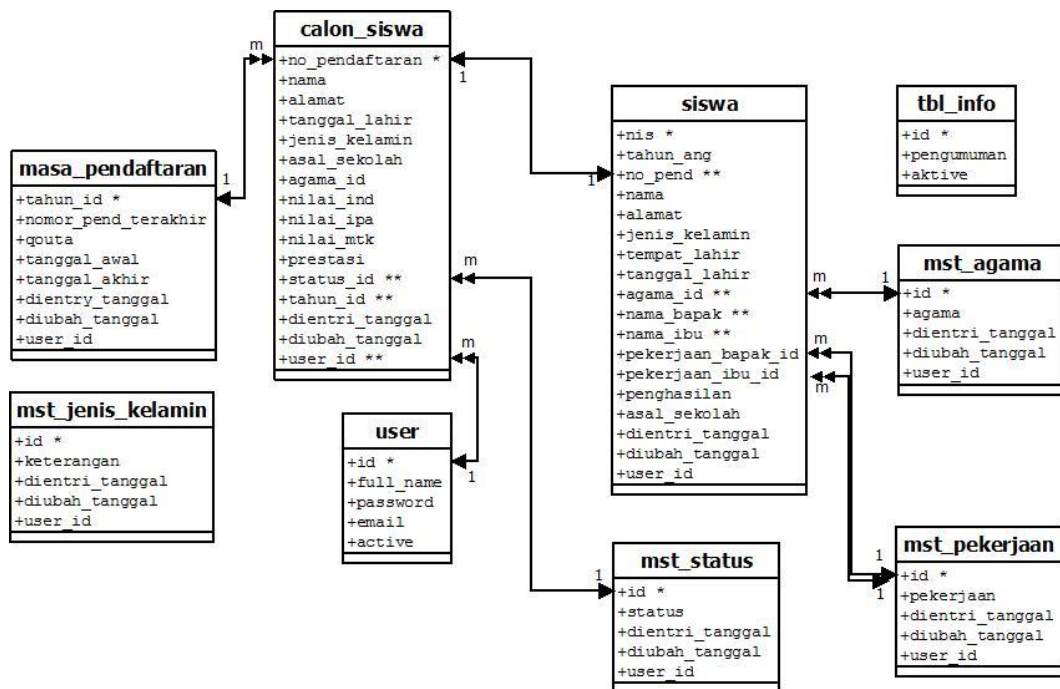 calon_siswa
+no_pendaftaran *
+nama
+alamat
+tanggal_lahir
+jenis_kelamin
+asal_sekolah
+agama_id
+nilai_ind
+nilai_ipa
+nilai_mtk
+prestasi
+status_id **
+tahun_id **
+dientri_tanggal
+diubah_tanggal
+user_id **
masa_pendaftaran
+tahun_id *
+nomor_pend_terakhir
+qouta
+tanggal_awal
+tanggal_akhir
+dientry_tanggal
+diubah_tanggal
+user_id
mst_jenis_kelamin
+id *
+keterangan
+dientri_tanggal
+diubah_tanggal
+user_id
user
+id *
+full_name
+password
+email
+active
siswa
+nis *
+tahun_ang
+no_pend **
+nama
+alamat
+jenis_kelamin
+tempat_lahir
+tanggal_lahir
+agama_id **
+nama_bapak **
+nama_ibu **
+pekerjaan_bapak_id
+pekerjaan_ibu_id
+penghasilan
+asal_sekolah
+dientri_tanggal
+diubah_tanggal
+user_id
mst_status
+id *
+status
+dientri_tanggal
+diubah_tanggal
+user_id
tbl_info
+id *
+pengumuman
+aktive
mst_agama
+id *
+agama
+dientri_tanggal
+diubah_tanggal
+user_id
mst_pekerjaan
+id *
+pekerjaan
+dientri_tanggal
+diubah_tanggal
+user_id
m
1
1
1
m
1
m
1
m
1
m
m
1
1